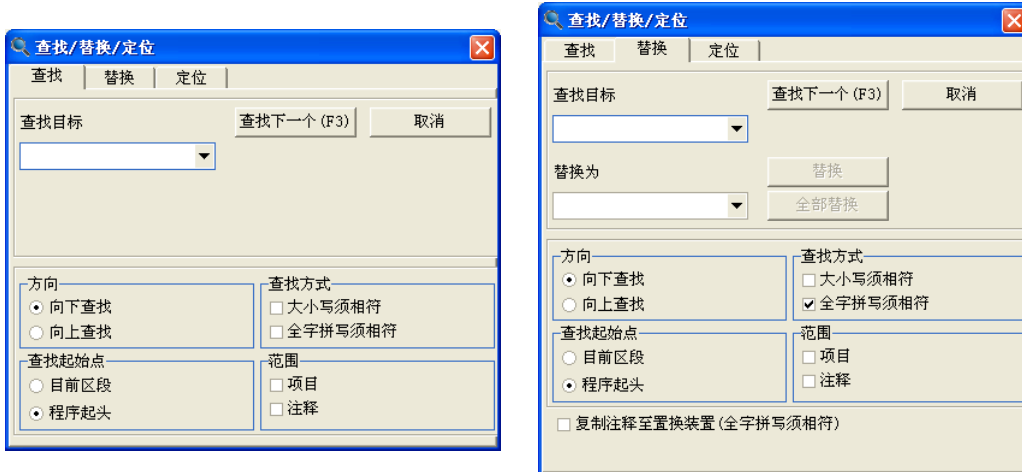 查找/替换/定位
查找 替换 定位
查找目标 查找下一个(F3) 取消
方向
向下查找
向上查找
查找方式
大小写须相符
全字拼写须相符
查找起始点
目前区段
程序起头
范围
项目
注释
查找/替换/定位
查找 替换 定位
查找目标 查找下一个(F3) 取消
替换为 替换
全部替换
方向
向下查找
向上查找
查找方式
大小写须相符
全字拼写须相符
查找起始点
目前区段
程序起头
范围
项目
注释
复制注释至置换装置(全字拼写须相符)